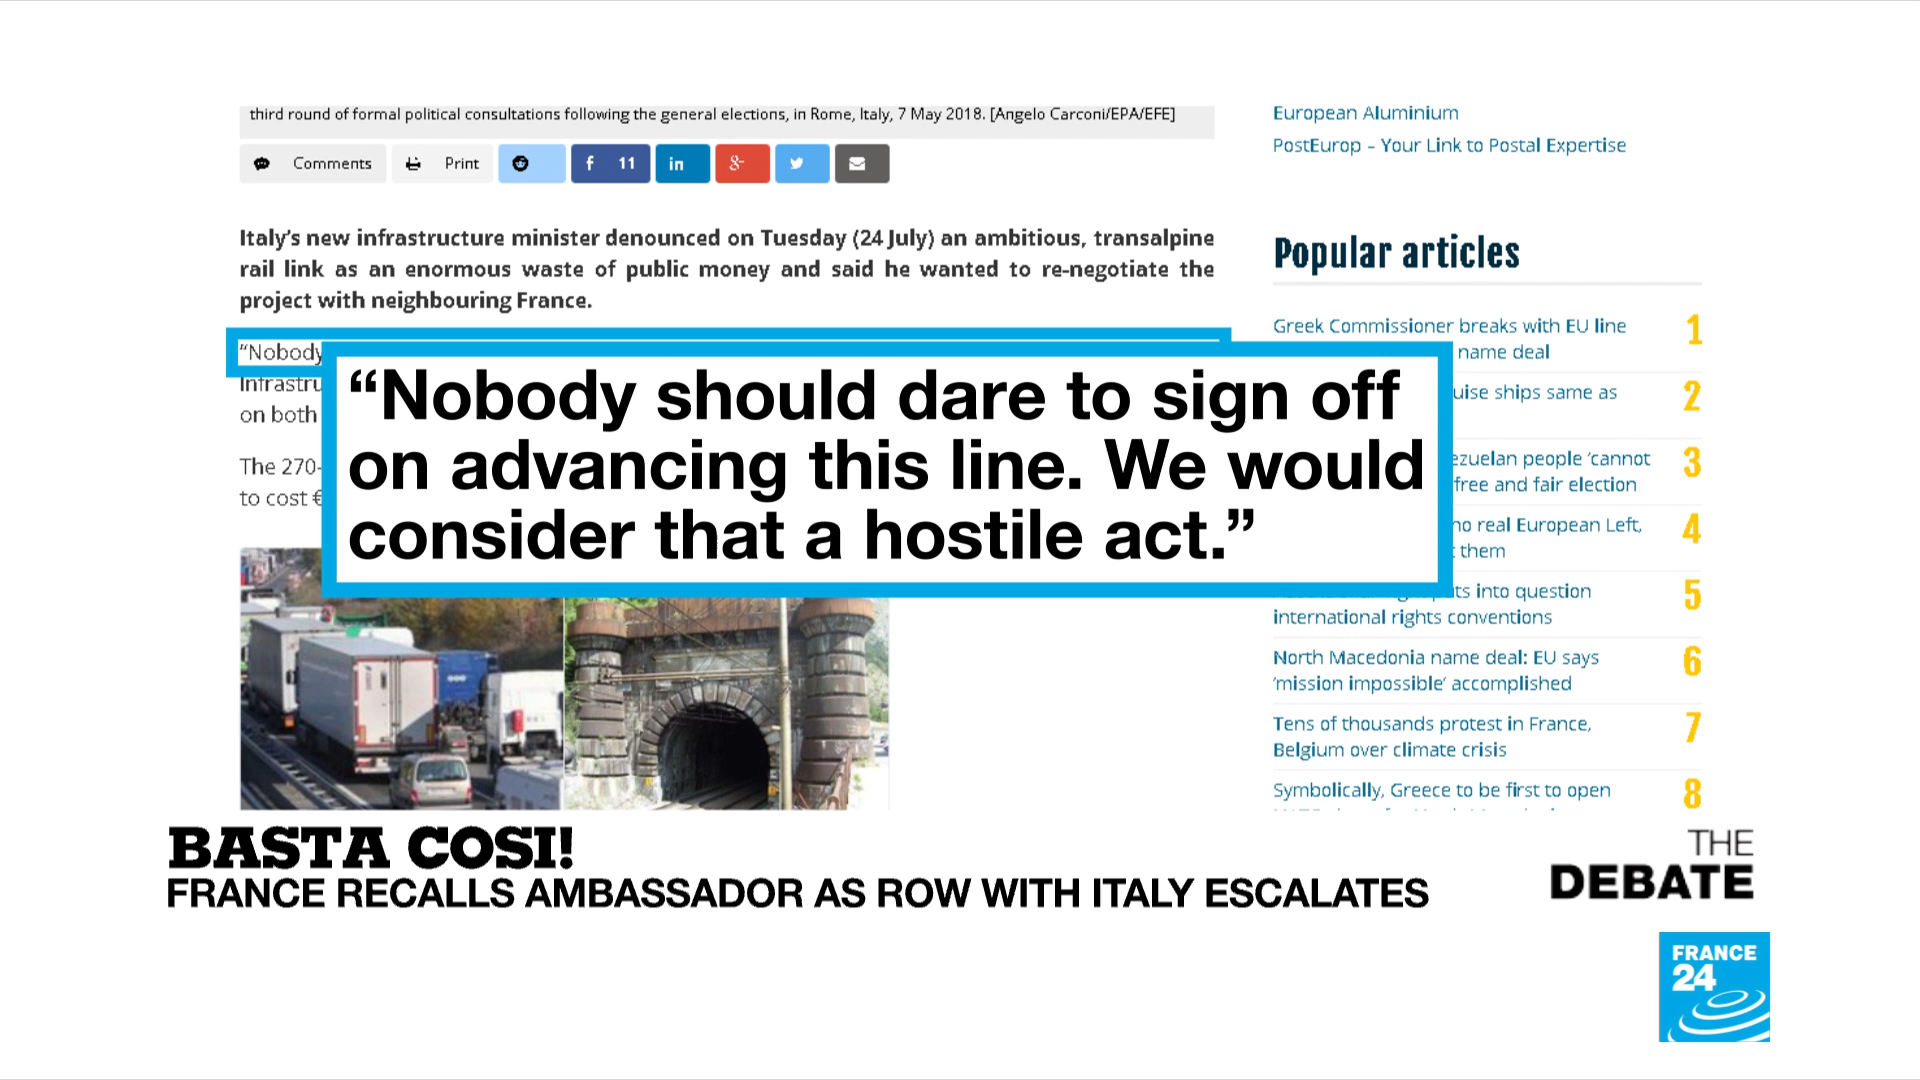 third round of formal political consultations following the general elections, in Rome, Italy, 7 May 2018. [Angelo Carconi/EPA/EFE]
Comments
Print
f 11
in
g+
Italy’s new infrastructure minister denounced on Tuesday (24 July) an ambitious, transalpine
rail link as an enormous waste of public money and said he wanted to re-negotiate the
project with neighbouring France.
“Nobody
Infrastru
on both
The 270-
to cost €
“Nobody should dare to sign off
on advancing this line. We would
consider that a hostile act.”
European Aluminium
PostEurop – Your Link to Postal Expertise
Popular articles
Greek Commissioner breaks with EU line
name deal
1
uise ships same as
2
ezuelan people ‘cannot
free and fair election
3
no real European Left,
them
4
ts into question
international rights conventions
5
North Macedonia name deal: EU says
‘mission impossible’ accomplished
6
Tens of thousands protest in France,
Belgium over climate crisis
7
Symbolically, Greece to be first to open
8
BASTA COSI!
FRANCE RECALLS AMBASSADOR AS ROW WITH ITALY ESCALATES
THE
DEBATE
FRANCE
24